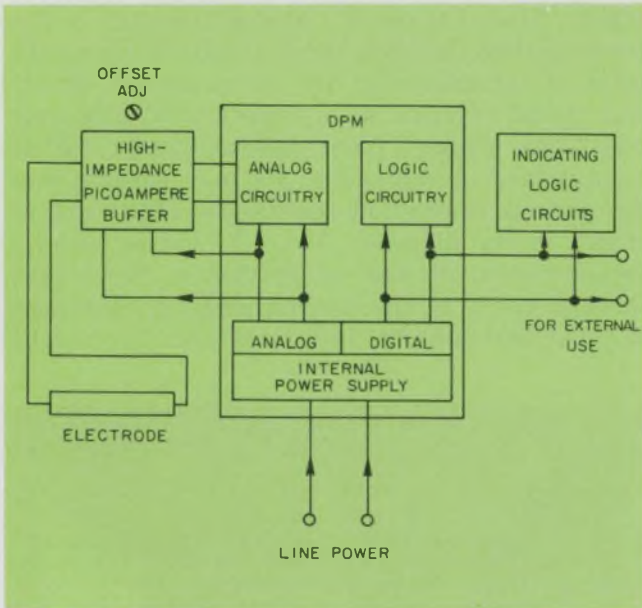 OFFSET
ADJ
HIGH-
IMPEDANCE
PICOAMPERE
BUFFER
DPM
ANALOG
CIRCUITRY
LOGIC
CIRCUITRY
INDICATING
LOGIC
CIRCUITS
FOR EXTERNAL
USE
ANALOG
DIGITAL
INTERNAL
POWER SUPPLY
ELECTRODE
LINE POWER